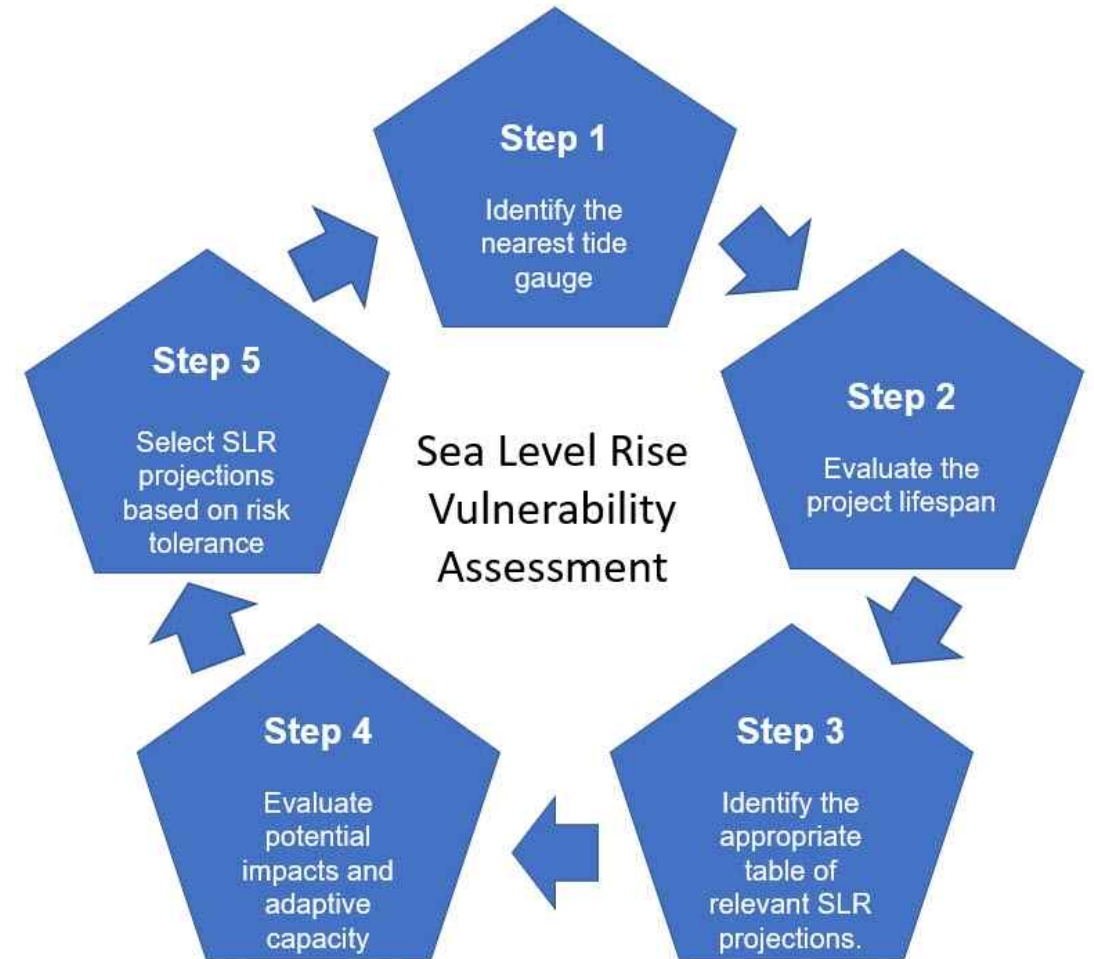 Step 1
Identify the
nearest tide
gauge
Step 2
Evaluate the
project lifespan
Step 3
Identify the
appropriate
table of
relevant SLR
projections.
Step 4
Evaluate
potential
impacts and
adaptive
capacity
Step 5
Select SLR
projections
based on risk
tolerance
Sea Level Rise
Vulnerability
Assessment